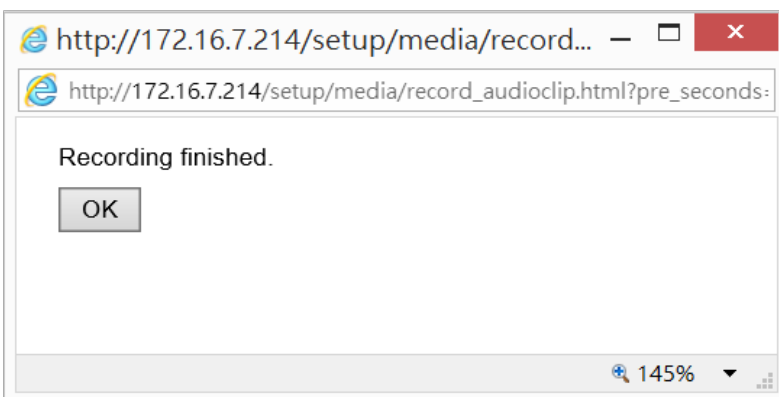 http://172.16.7.214/setup/media/record...
http://172.16.7.214/setup/media/record_audioclip.html?pre_seconds=
Recording finished.
OK
145%